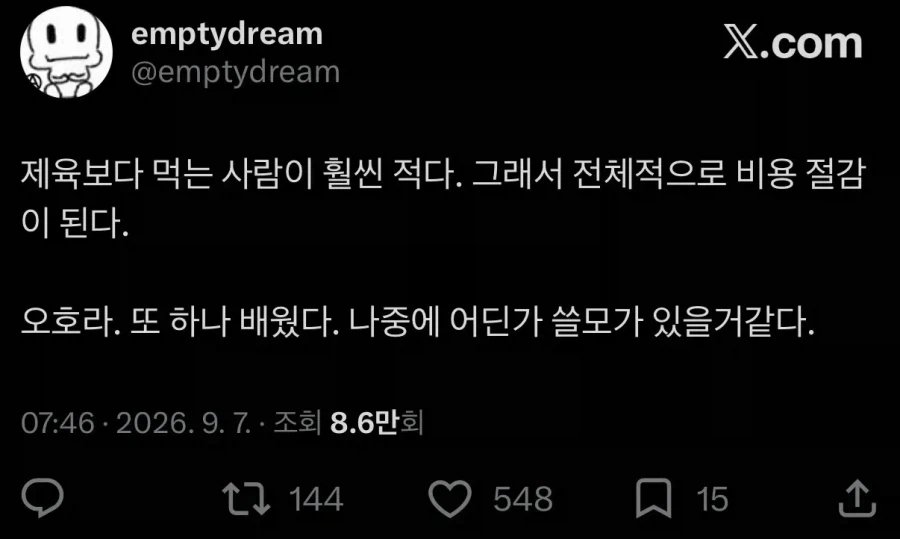 emptydream
@emptydream
X.com
제육보다 먹는 사람이 훨씬 적다. 그래서 전체적으로 비용 절감
이 된다.
오호라. 또 하나 배웠다. 나중에 어딘가 쓸모가 있을거같다.
07:46 · 2026. 9. 7. · 조회 8.6만회
144 548 15